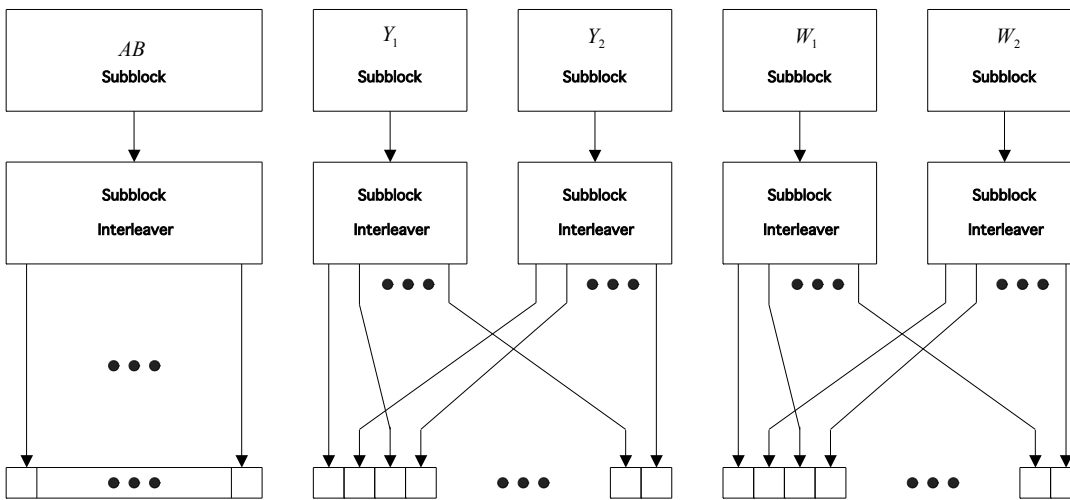 AB
Subblock
Y₁
Subblock
Y₂
Subblock
W₁
Subblock
W₂
Subblock
Subblock
Interleaver
Subblock
Interleaver
Subblock
Interleaver
Subblock
Interleaver
Subblock
Interleaver